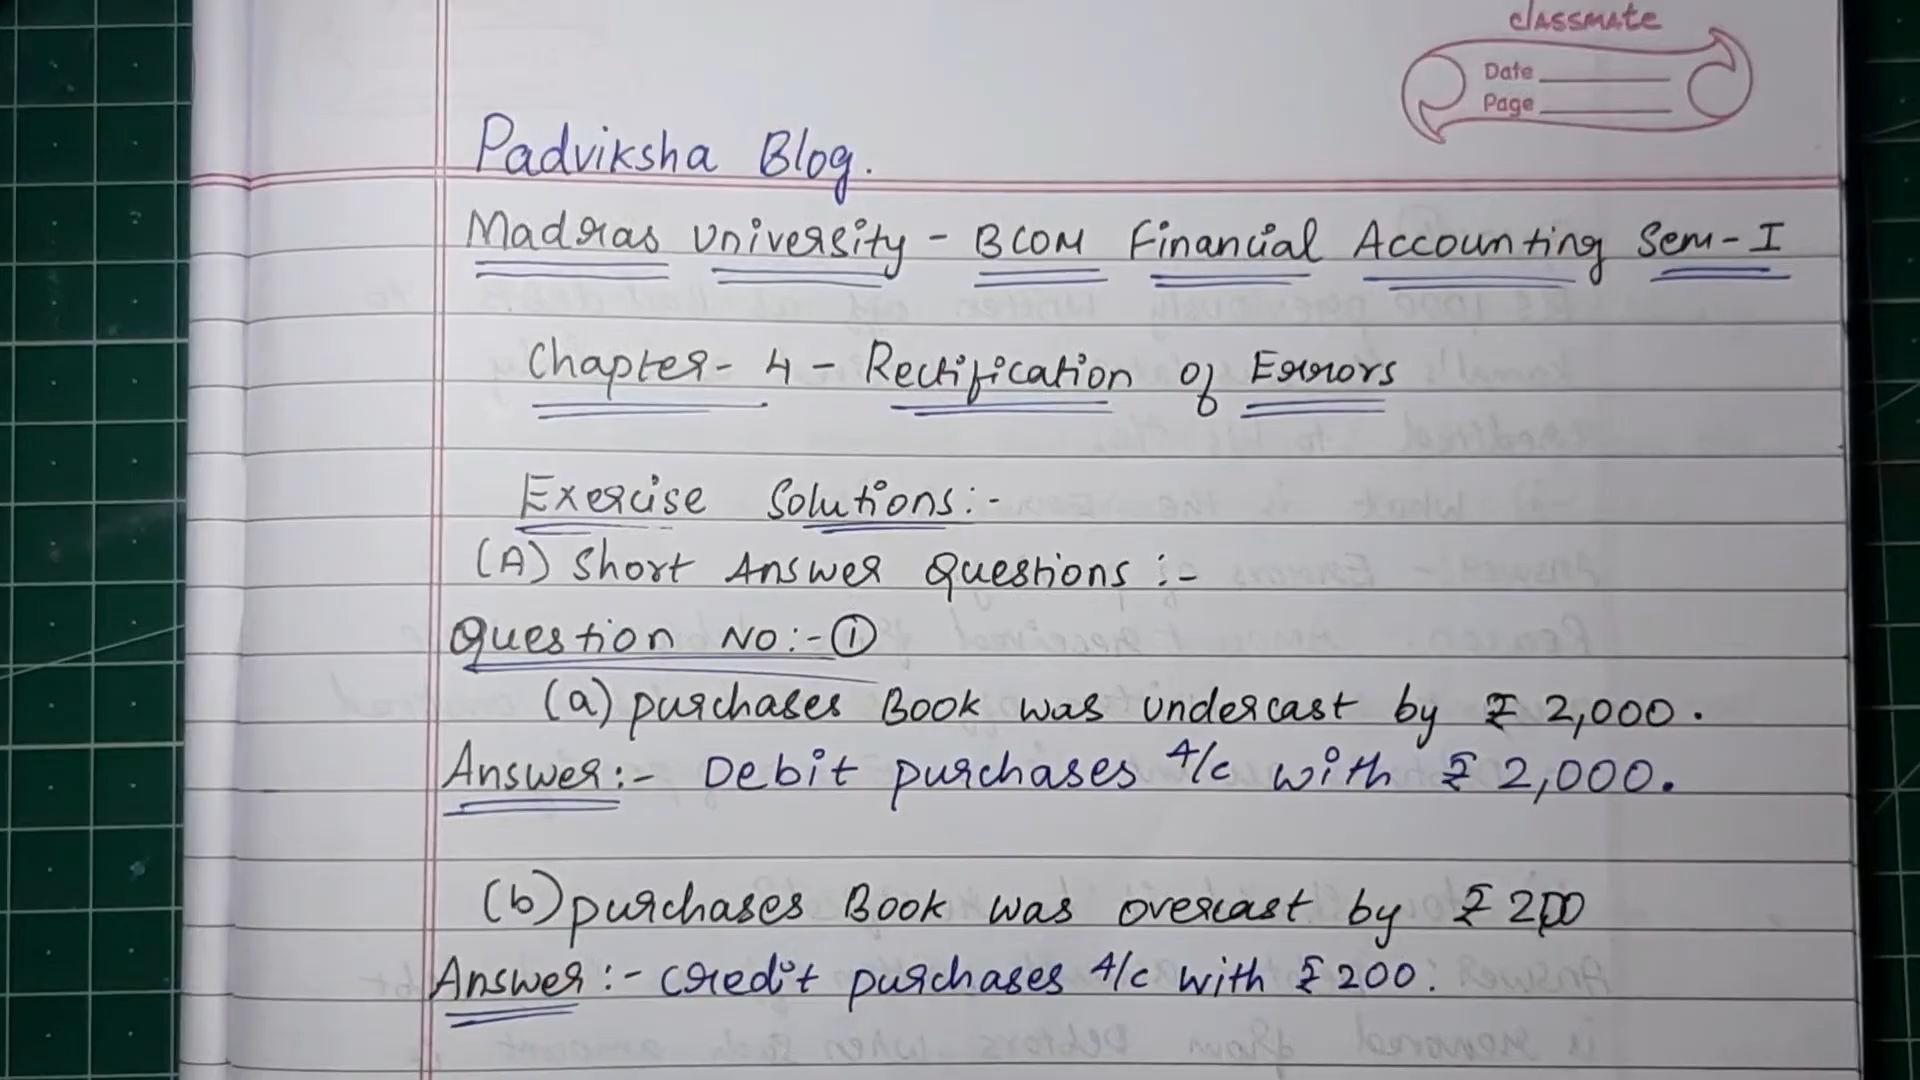 classmate
Date
Page
Padviksha Blog.
Madras University - BCOM Financial Accounting Sem-I
Chapter- 4 - Rectification of Errors
Exercise Solutions:-
(A) Short Answer Questions :-
Question No:- ①
(a) purchases Book was undercast by ₹ 2,000.
Answer:- Debit purchases A/c with ₹ 2,000.
(b) purchases Book was overcast by ₹ 200
Answer :- credit purchases A/c with ₹ 200.